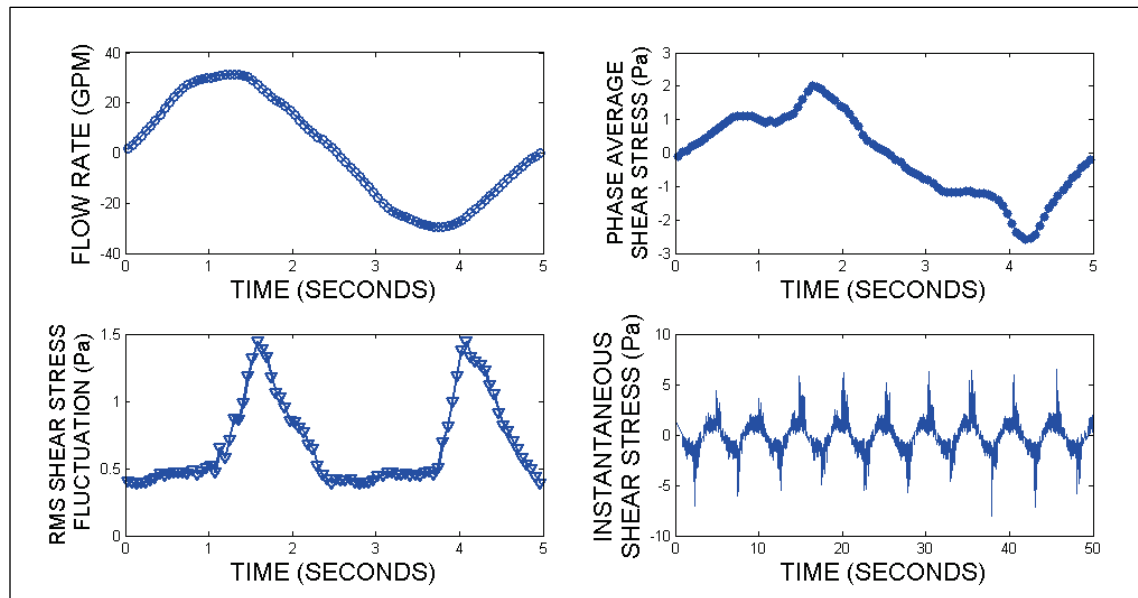 FLOW RATE (GPM)
40
20
0
-20
-40
0 1 2 3 4 5
TIME (SECONDS)
PHASE AVERAGE
SHEAR STRESS (Pa)
3
2
1
0
-1
-2
-3
0 1 2 3 4 5
TIME (SECONDS)
RMS SHEAR STRESS
FLUCTUATION (Pa)
1.5
1
0.5
0
0 1 2 3 4 5
TIME (SECONDS)
INSTANTANEOUS
SHEAR STRESS (Pa)
10
5
0
-5
-10
0 10 20 30 40 50
TIME (SECONDS)